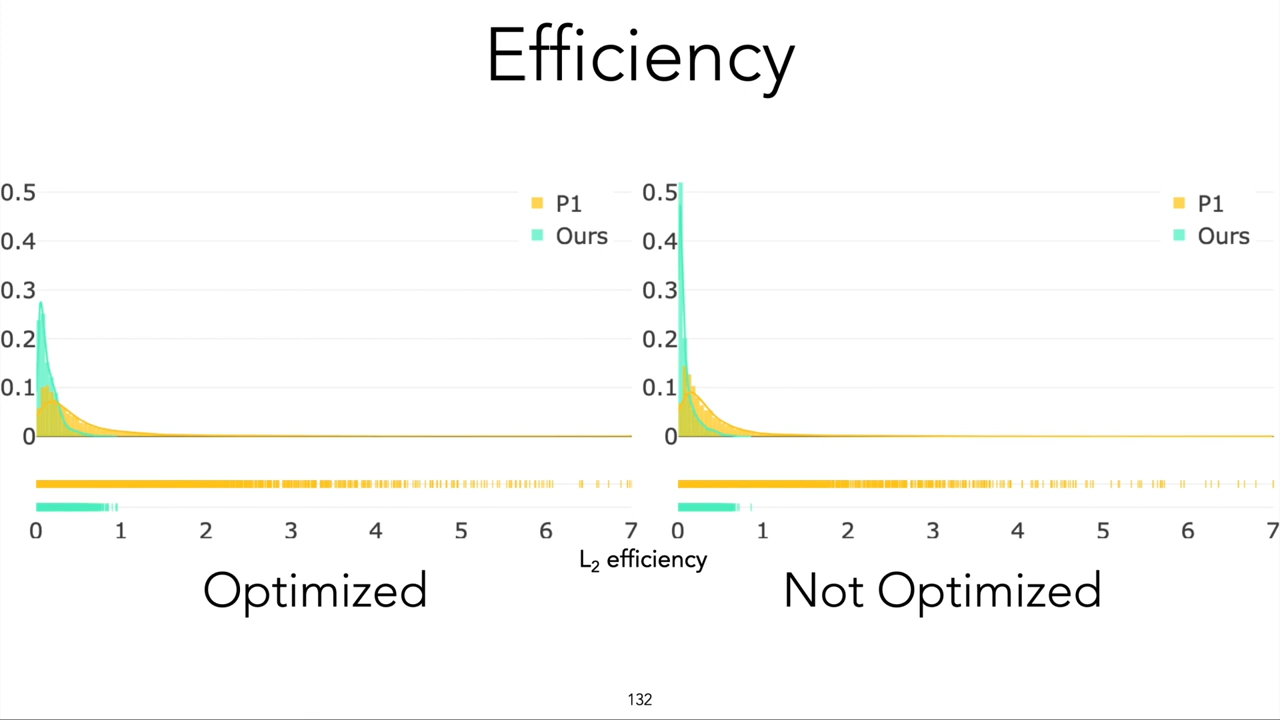 Efficiency
0.5
0.4
0.3
0.2
0.1
0
P1
Ours
0 1 2 3 4 5 6 7
0.5
0.4
0.3
0.2
0.1
0
P1
Ours
0 1 2 3 4 5 6 7
L₂ efficiency
Optimized
Not Optimized
132